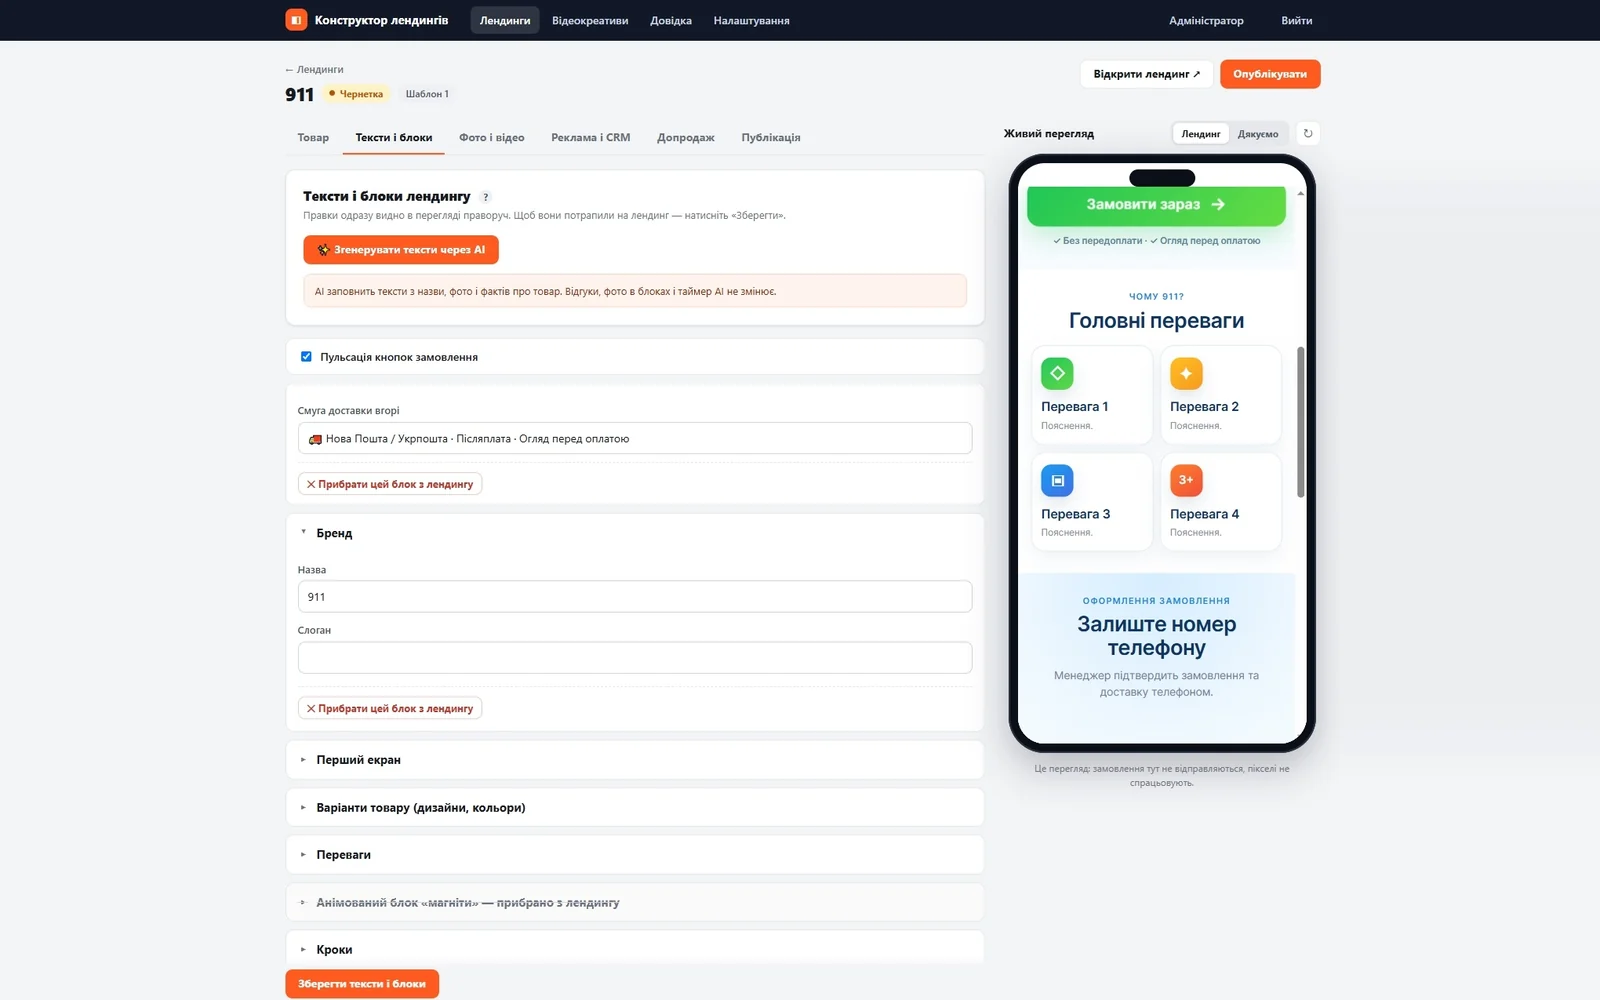 Конструктор лендингів
Лендинги
Відеокреативи
Довідка
Налаштування
Адміністратор
Вийти
← Лендинги
911
Чернетка
Шаблон 1
Відкрити лендинг ↗
Опублікувати
Товар
Тексти і блоки
Фото і відео
Реклама і CRM
Допродаж
Публікація
Тексти і блоки лендингу ?
Правки одразу видно в перегляді праворуч. Щоб вони потрапили на лендинг — натисніть «Зберегти».
✨ Згенерувати тексти через AI
AI заповнить тексти з назви, фото і фактів про товар. Відгуки, фото в блоках і таймер AI не змінює.
Пульсація кнопок замовлення
Смуга доставки вгорі
🚚 Нова Пошта / Укрпошта · Післяплата · Огляд перед оплатою
✕ Прибрати цей блок з лендингу
Бренд
Назва
911
Слоган
✕ Прибрати цей блок з лендингу
Перший екран
Варіанти товару (дизайни, кольори)
Переваги
Анімований блок «магніти» — прибрано з лендингу
Кроки
Зберегти тексти і блоки
Живий перегляд
Лендинг
Дякуємо
↻
Замовити зараз →
✓ Без передоплати · ✓ Огляд перед оплатою
ЧОМУ 911?
Головні переваги
Перевага 1
Пояснення.
Перевага 2
Пояснення.
Перевага 3
Пояснення.
3+
Перевага 4
Пояснення.
ОФОРМЛЕННЯ ЗАМОВЛЕННЯ
Залиште номер
телефону
Менеджер підтвердить замовлення та
доставку телефоном.
Це перегляд: замовлення тут не відправляються, пікселі не
спрацьовують.